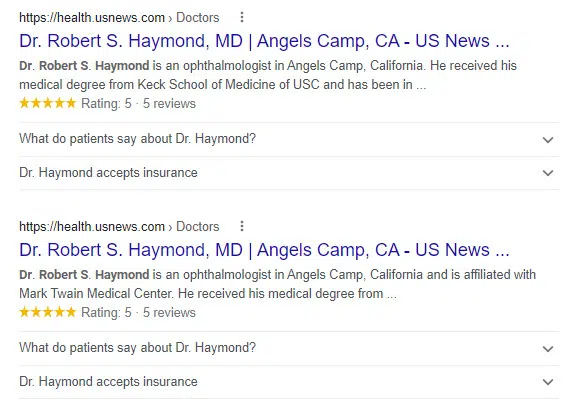 https://health.usnews.com › Doctors
Dr. Robert S. Haymond, MD | Angels Camp, CA - US News ...
Dr. Robert S. Haymond is an ophthalmologist in Angels Camp, California. He received his
medical degree from Keck School of Medicine of USC and has been in ...
Rating: 5 · 5 reviews
What do patients say about Dr. Haymond?
Dr. Haymond accepts insurance
https://health.usnews.com › Doctors
Dr. Robert S. Haymond, MD | Angels Camp, CA - US News ...
Dr. Robert S. Haymond is an ophthalmologist in Angels Camp, California and is affiliated with
Mark Twain Medical Center. He received his medical degree from ...
Rating: 5 · 5 reviews
What do patients say about Dr. Haymond?
Dr. Haymond accepts insurance